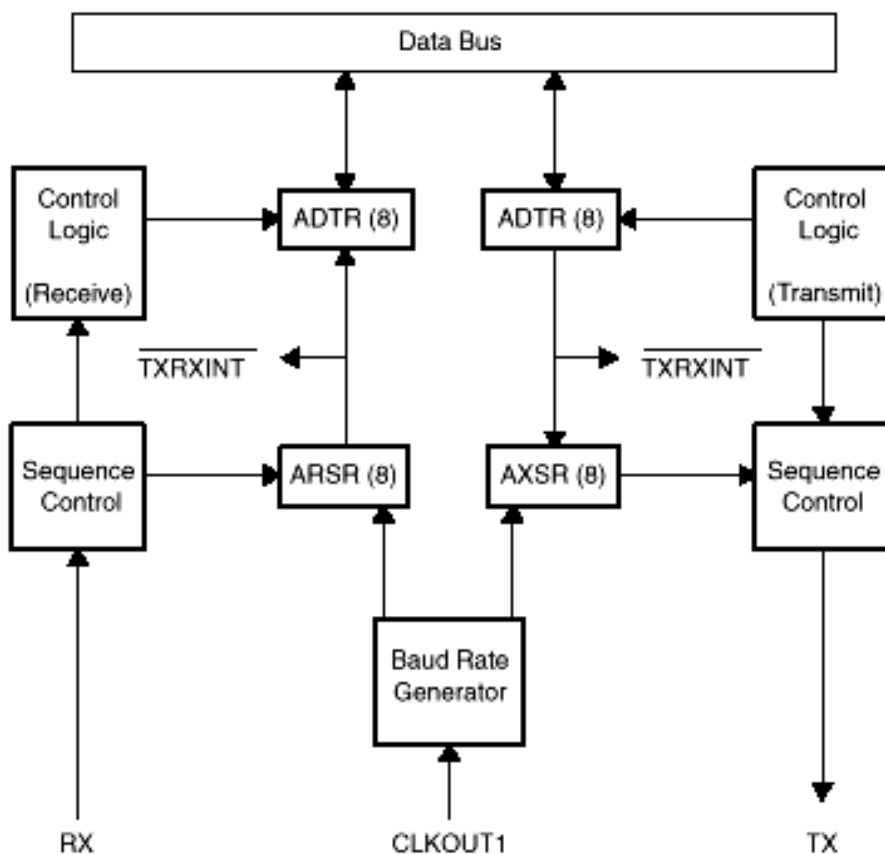 Data Bus
Control
Logic
(Receive)
ADTR (8)
ADTR (8)
Control
Logic
(Transmit)
TXRXINT
TXRXINT
Sequence
Control
ARSR (8)
AXSR (8)
Sequence
Control
Baud Rate
Generator
RX
CLKOUT1
TX